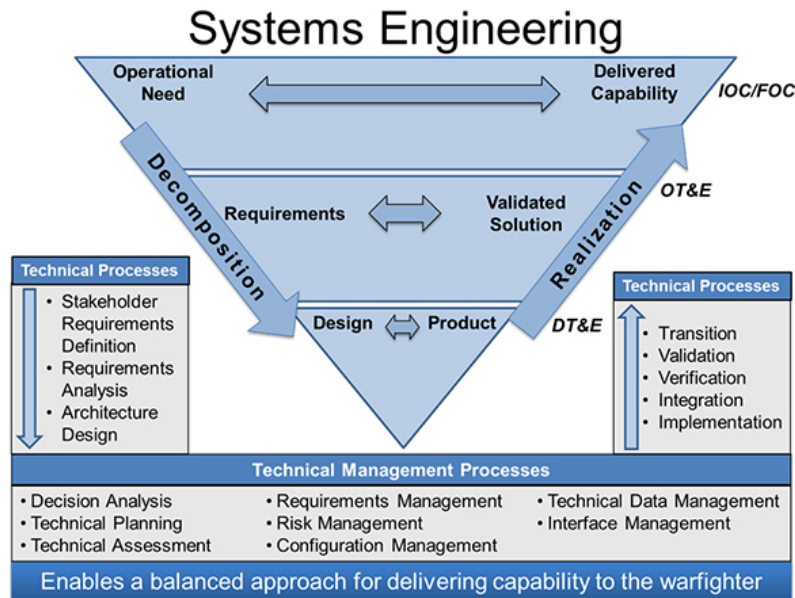 Systems Engineering
Operational
Need
Delivered
Capability
IOC/FOC
Decomposition
Realization
OT&E
Requirements
Validated
Solution
Design
Product
DT&E
Technical Processes
• Stakeholder
Requirements
Definition
• Requirements
Analysis
• Architecture
Design
Technical Processes
• Transition
• Validation
• Verification
• Integration
• Implementation
Technical Management Processes
• Decision Analysis
• Technical Planning
• Technical Assessment
• Requirements Management
• Risk Management
• Configuration Management
• Technical Data Management
• Interface Management
Enables a balanced approach for delivering capability to the warfighter